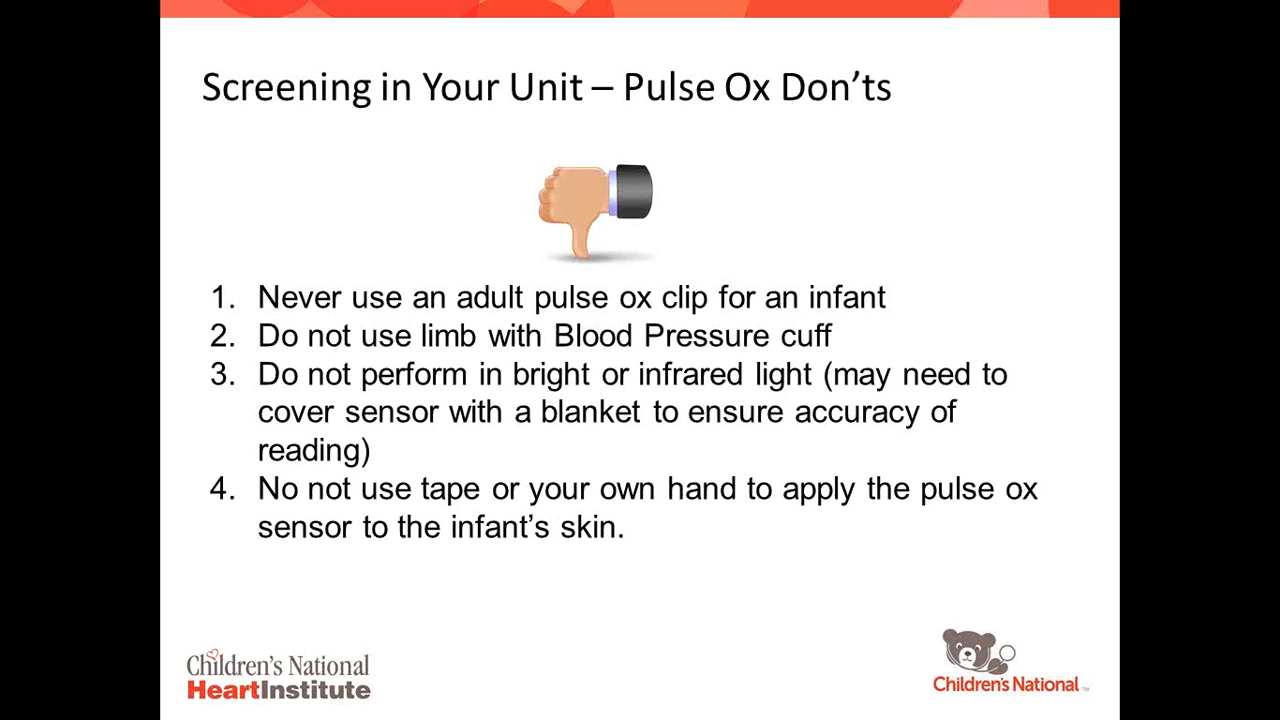 Screening in Your Unit – Pulse Ox Don’ts
1. Never use an adult pulse ox clip for an infant
2. Do not use limb with Blood Pressure cuff
3. Do not perform in bright or infrared light (may need to
cover sensor with a blanket to ensure accuracy of
reading)
4. No not use tape or your own hand to apply the pulse ox
sensor to the infant’s skin.
Children's National
HeartInstitute
Children's National ™